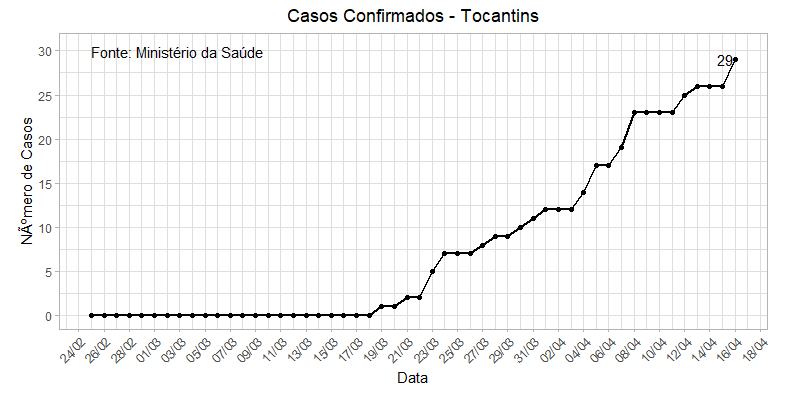 Casos Confirmados - Tocantins
Fonte: Ministério da Saúde
29
NÃºmero de Casos
30
25
20
15
10
5
0
24/02 26/02 28/02 01/03 03/03 05/03 07/03 09/03 11/03 13/03 15/03 17/03 19/03 21/03 23/03 25/03 27/03 29/03 31/03 02/04 04/04 06/04 08/04 10/04 12/04 14/04 16/04 18/04
Data